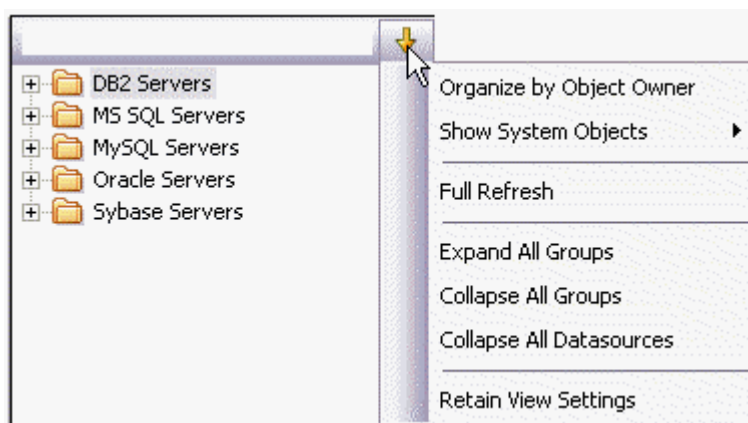 DB2 Servers
MS SQL Servers
MySQL Servers
Oracle Servers
Sybase Servers
Organize by Object Owner
Show System Objects
Full Refresh
Expand All Groups
Collapse All Groups
Collapse All Datasources
Retain View Settings